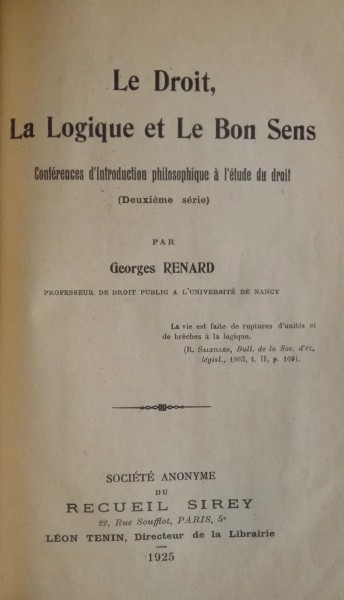 Le Droit,
La Logique et Le Bon Sens
Conférences d'Introduction philosophique à l'étude du droit
(Deuxième série)
PAR
Georges RENARD
PROFESSEUR DE DROIT PUBLIC A L'UNIVERSITÉ DE NANCY
La vie est faite de ruptures d'unités et
de brèches à la logique.
(R. SALEILLES, Bull. de la Soc. d'ét.
législ., 1903, t. II, p.
SOCIÉTÉ ANONYME
DU
RECUEIL SIREY
22, Rue Soufflot, PARIS, 5e
LÉON TENIN, Directeur de la Librairie
1925